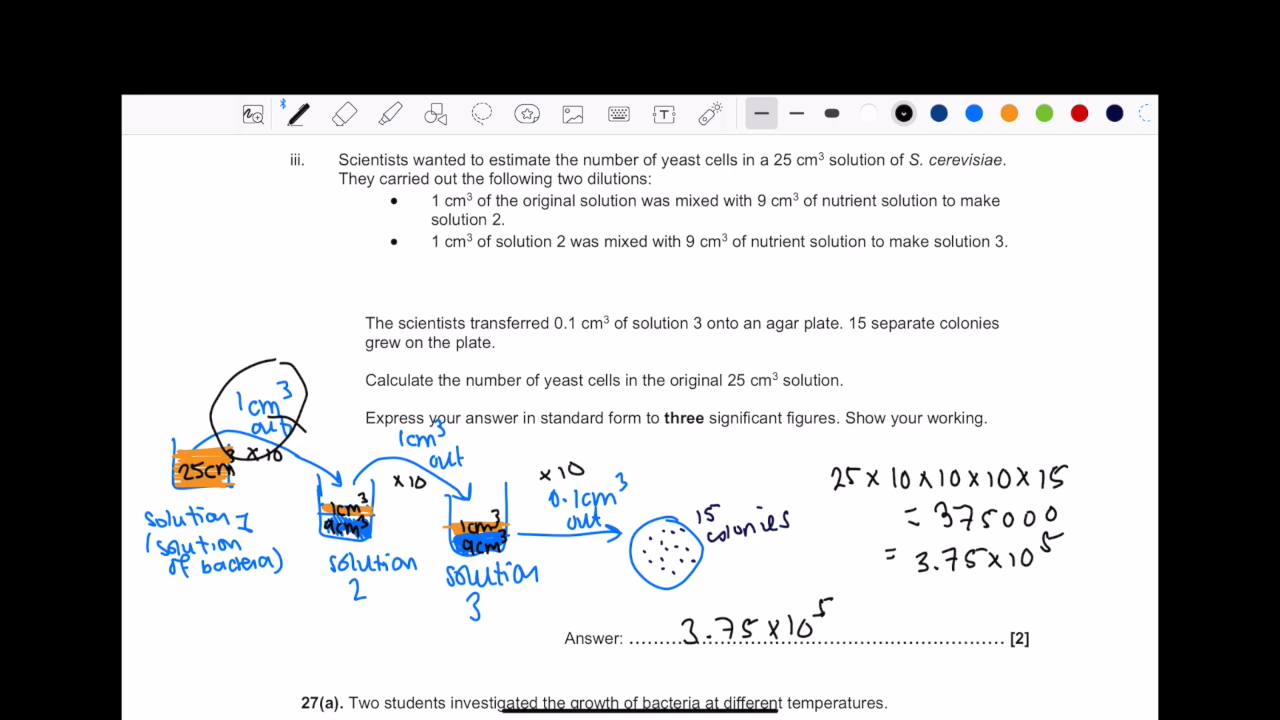 iii. Scientists wanted to estimate the number of yeast cells in a 25 cm³ solution of S. cerevisiae.
They carried out the following two dilutions:
• 1 cm³ of the original solution was mixed with 9 cm³ of nutrient solution to make
solution 2.
• 1 cm³ of solution 2 was mixed with 9 cm³ of nutrient solution to make solution 3.
The scientists transferred 0.1 cm³ of solution 3 onto an agar plate. 15 separate colonies
grew on the plate.
Calculate the number of yeast cells in the original 25 cm³ solution.
Express your answer in standard form to three significant figures. Show your working.
1cm³
out
×10
25cm³
solution 1
(solution
of bacteria)
1cm³
out
×10
1cm³
9cm³
solution
2
×10
0.1cm³
out
1cm³
9cm³
solution
3
15
colonies
25 × 10 × 10 × 10 × 15
= 375000
= 3.75 × 10⁵
Answer: 3.75 × 10⁵ [2]
27(a). Two students investigated the growth of bacteria at different temperatures.